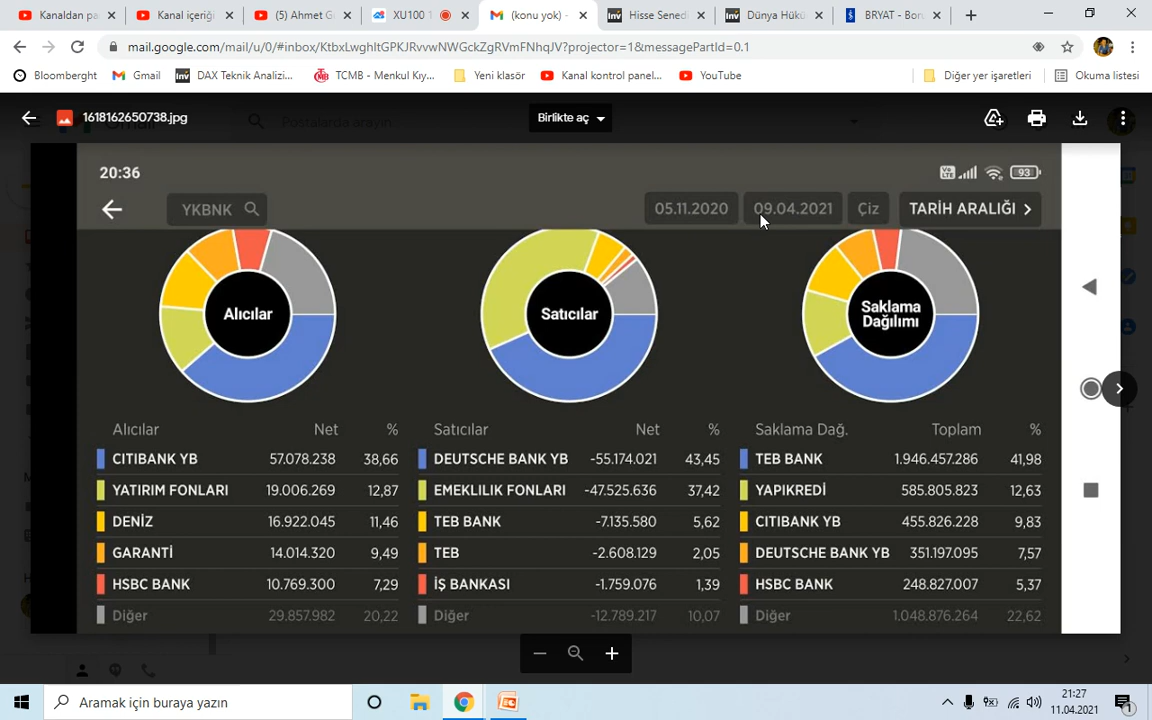 Kanaldan pa
Kanal içeriği
(5) Ahmet G
XU100 1
(konu yok) -
Hisse Sened
Dünya Hükü
BRYAT - Bor
mail.google.com/mail/u/0/#inbox/KtbxLwghltGPKJRvvwNWGckZgRVmFNhqJV?projector=1&messagePartId=0.1
Bloomberght
Gmail
DAX Teknik Analizi...
TCMB - Menkul Kıy...
Yeni klasör
Kanal kontrol panel...
YouTube
Diğer yer işaretleri
Okuma listesi
1618162650738.jpg
Postalarda arayın
Birlikte aç
20:36
93
YKBNK
05.11.2020
09.04.2021
Çiz
TARİH ARALIĞI
Alıcılar
Satıcılar
Saklama
Dağılımı
Alıcılar Net %
CITIBANK YB 57.078.238 38,66
YATIRIM FONLARI 19.006.269 12,87
DENİZ 16.922.045 11,46
GARANTİ 14.014.320 9,49
HSBC BANK 10.769.300 7,29
Diğer 29.857.982 20,22
Satıcılar Net %
DEUTSCHE BANK YB -55.174.021 43,45
EMEKLILIK FONLARI -47.525.636 37,42
TEB BANK -7.135.580 5,62
TEB -2.608.129 2,05
İŞ BANKASI -1.759.076 1,39
Diğer -12.789.217 10,07
Saklama Dağ. Toplam %
TEB BANK 1.946.457.286 41,98
YAPIKREDİ 585.805.823 12,63
CITIBANK YB 455.826.228 9,83
DEUTSCHE BANK YB 351.197.095 7,57
HSBC BANK 248.827.007 5,37
Diğer 1.048.876.264 22,62
Aramak için buraya yazın
21:27
11.04.2021